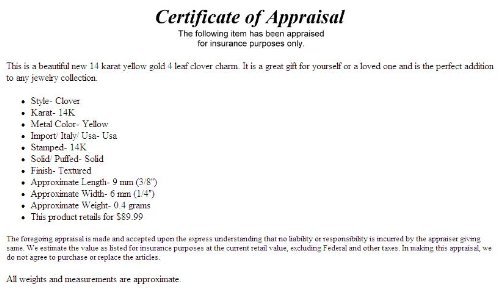 Certificate of Appraisal
The following item has been appraised
for insurance purposes only.
This is a beautiful new 14 karat yellow gold 4 leaf clover charm. It is a great gift for yourself or a loved one and is the perfect addition
to any jewelry collection.
• Style- Clover
• Karat- 14K
• Metal Color- Yellow
• Import/ Italy/ Usa- Usa
• Stamped- 14K
• Solid/ Puffed- Solid
• Finish- Textured
• Approximate Length- 9 mm (3/8")
• Approximate Width- 6 mm (1/4")
• Approximate Weight- 0.4 grams
• This product retails for $89.99
The foregoing appraisal is made and accepted upon the express understanding that no liability or responsibility is incurred by the appraiser giving
same. We estimate the value as listed for insurance purposes at the current retail value, excluding Federal and other taxes. In making this appraisal, we
do not agree to purchase or replace the articles.
All weights and measurements are approximate.